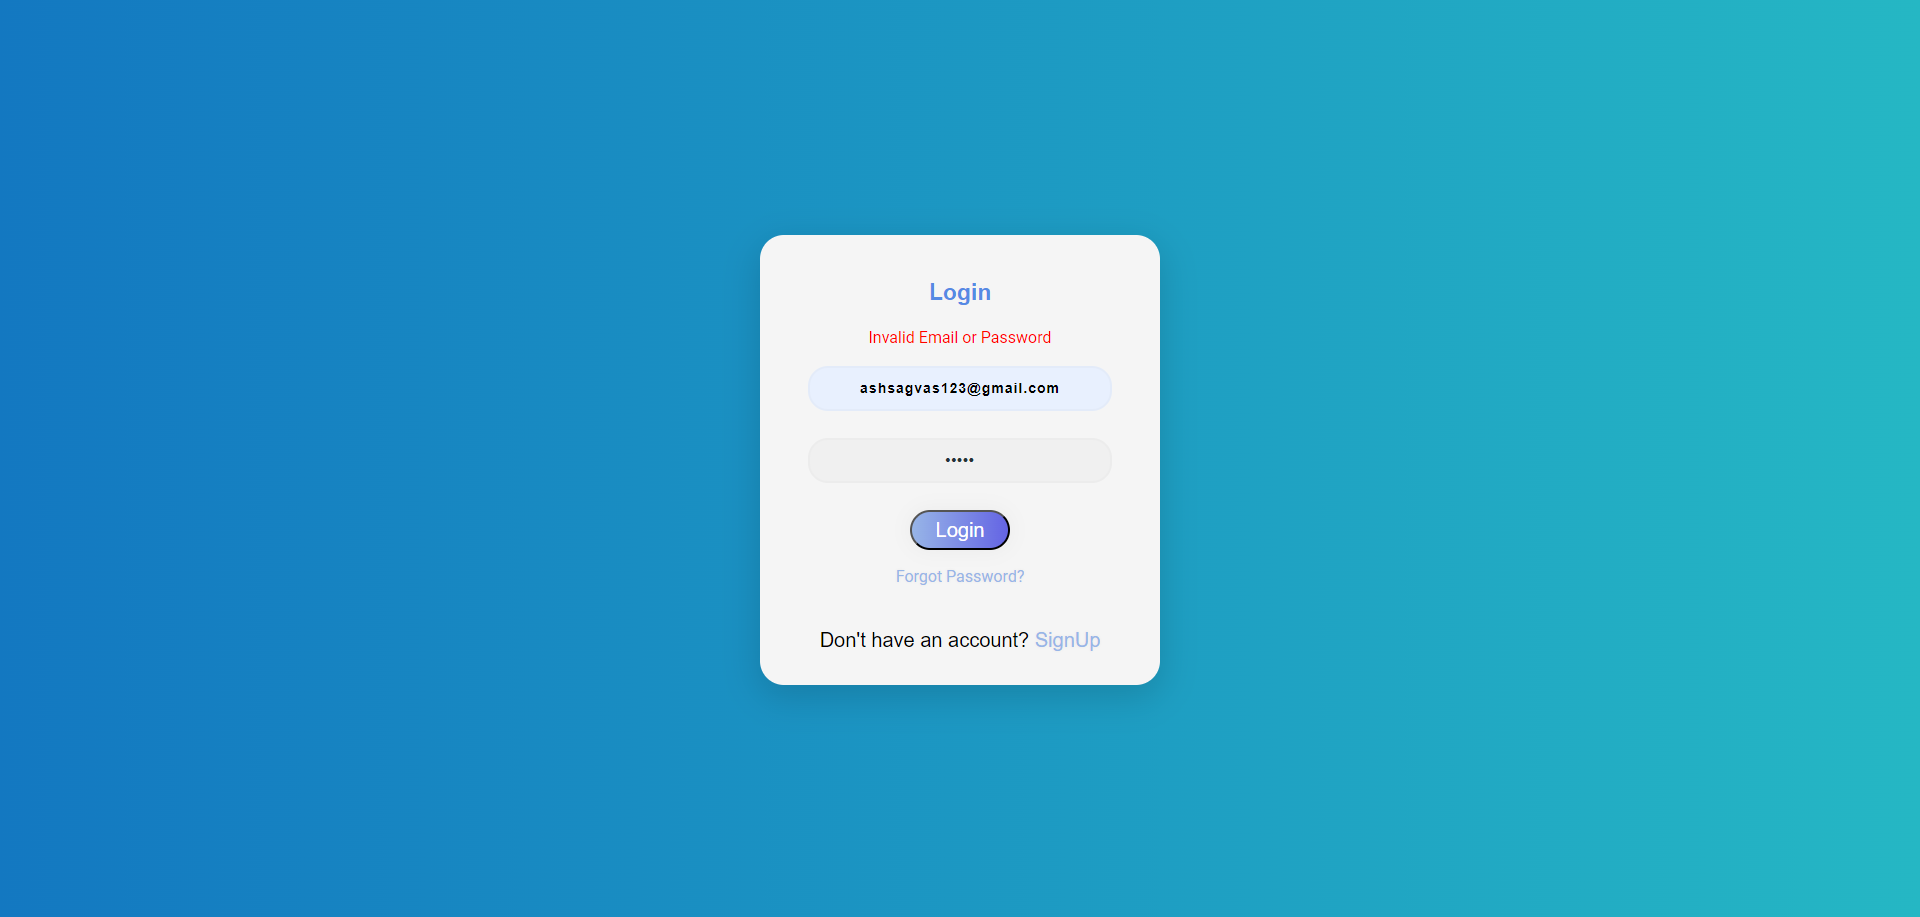 Login
Invalid Email or Password
ashsagvas123@gmail.com
•••••
Login
Forgot Password?
Don't have an account? SignUp